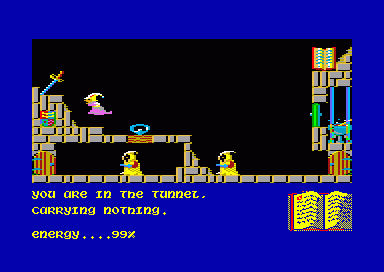 you are in the tunnel.
carrying nothing.
energy....99%